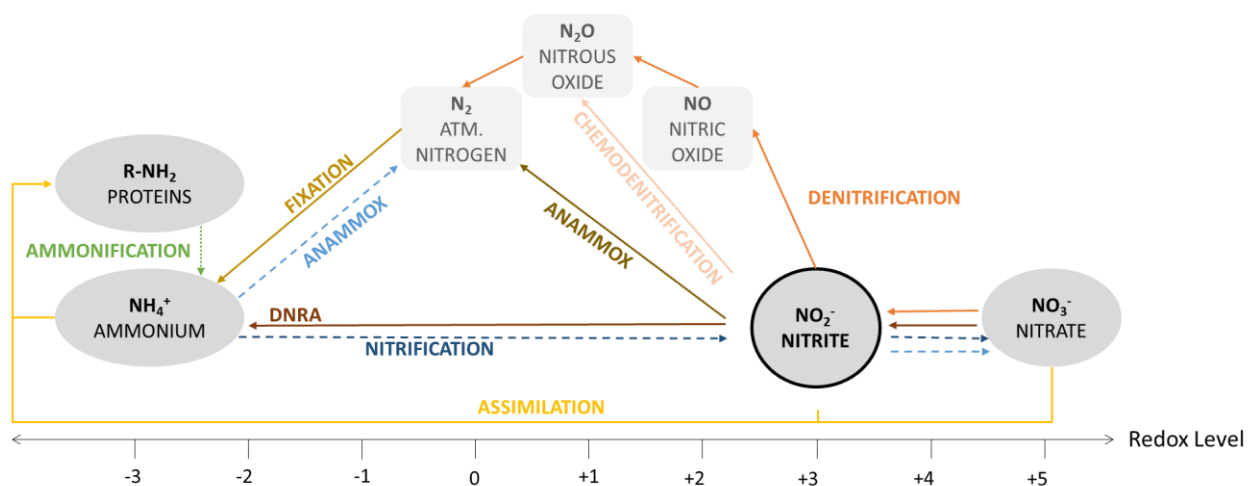 N₂O
NITROUS
OXIDE
N₂
ATM.
NITROGEN
NO
NITRIC
OXIDE
R-NH₂
PROTEINS
FIXATION
ANAMMOX
CHEMODENITRIFICATION
ANAMMOX
DENITRIFICATION
AMMONIFICATION
NH₄⁺
AMMONIUM
DNRA
NITRIFICATION
NO₂⁻
NITRITE
NO₃⁻
NITRATE
ASSIMILATION
Redox Level
-3 -2 -1 0 +1 +2 +3 +4 +5